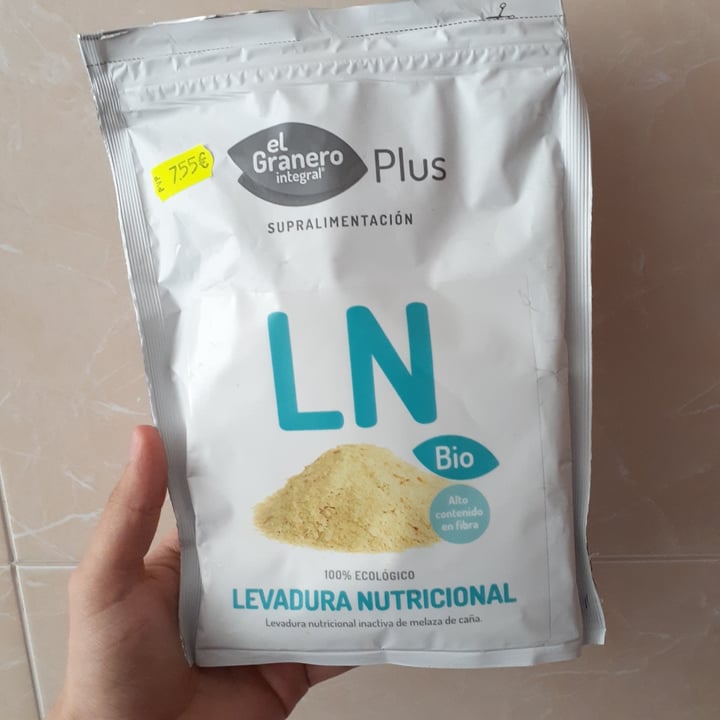 PVP 7.55€
el
Granero
integral®
Plus
SUPRALIMENTACIÓN
LN
Bio
Alto
contenido
en fibra
100% ECOLÓGICO
LEVADURA NUTRICIONAL
Levadura nutricional inactiva de melaza de caña.